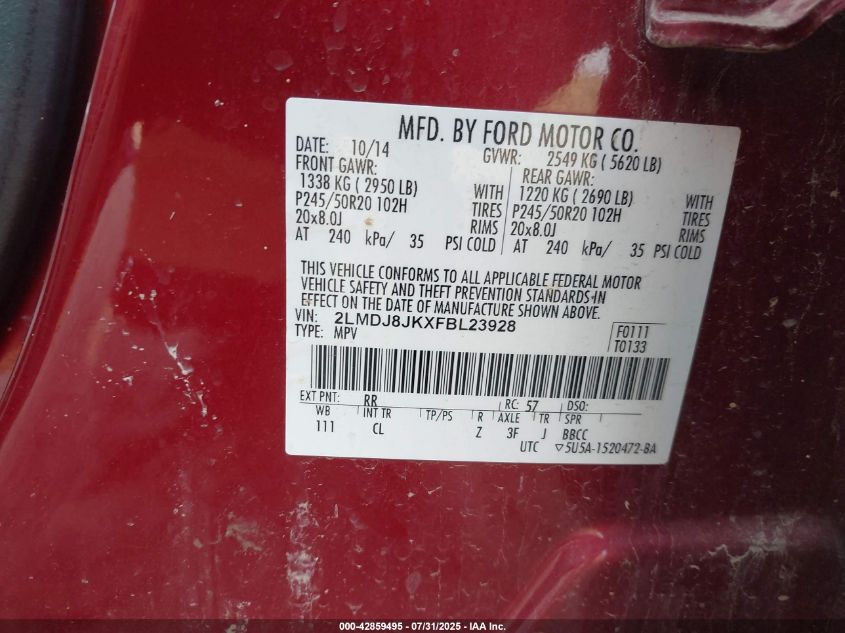 MFD. BY FORD MOTOR CO.
DATE: 10/14 GVWR: 2549 KG ( 5620 LB)
FRONT GAWR: REAR GAWR:
1338 KG ( 2950 LB) WITH 1220 KG ( 2690 LB) WITH
P245/50R20 102H TIRES P245/50R20 102H TIRES
20x8.0J RIMS 20x8.0J RIMS
AT 240 kPa/ 35 PSI COLD AT 240 kPa/ 35 PSI COLD
THIS VEHICLE CONFORMS TO ALL APPLICABLE FEDERAL MOTOR
VEHICLE SAFETY AND THEFT PREVENTION STANDARDS IN
EFFECT ON THE DATE OF MANUFACTURE SHOWN ABOVE.
VIN: 2LMDJ8JKXFBL23928 F0111
TYPE: MPV T0133
EXT PNT: RR RC: 57 DSO:
WB INT TR TP/PS R AXLE TR SPR
111 CL Z 3F J BBCC
UTC ▽5U5A-1520472-BA
000-42859495 - 07/31/2025 - IAA Inc.